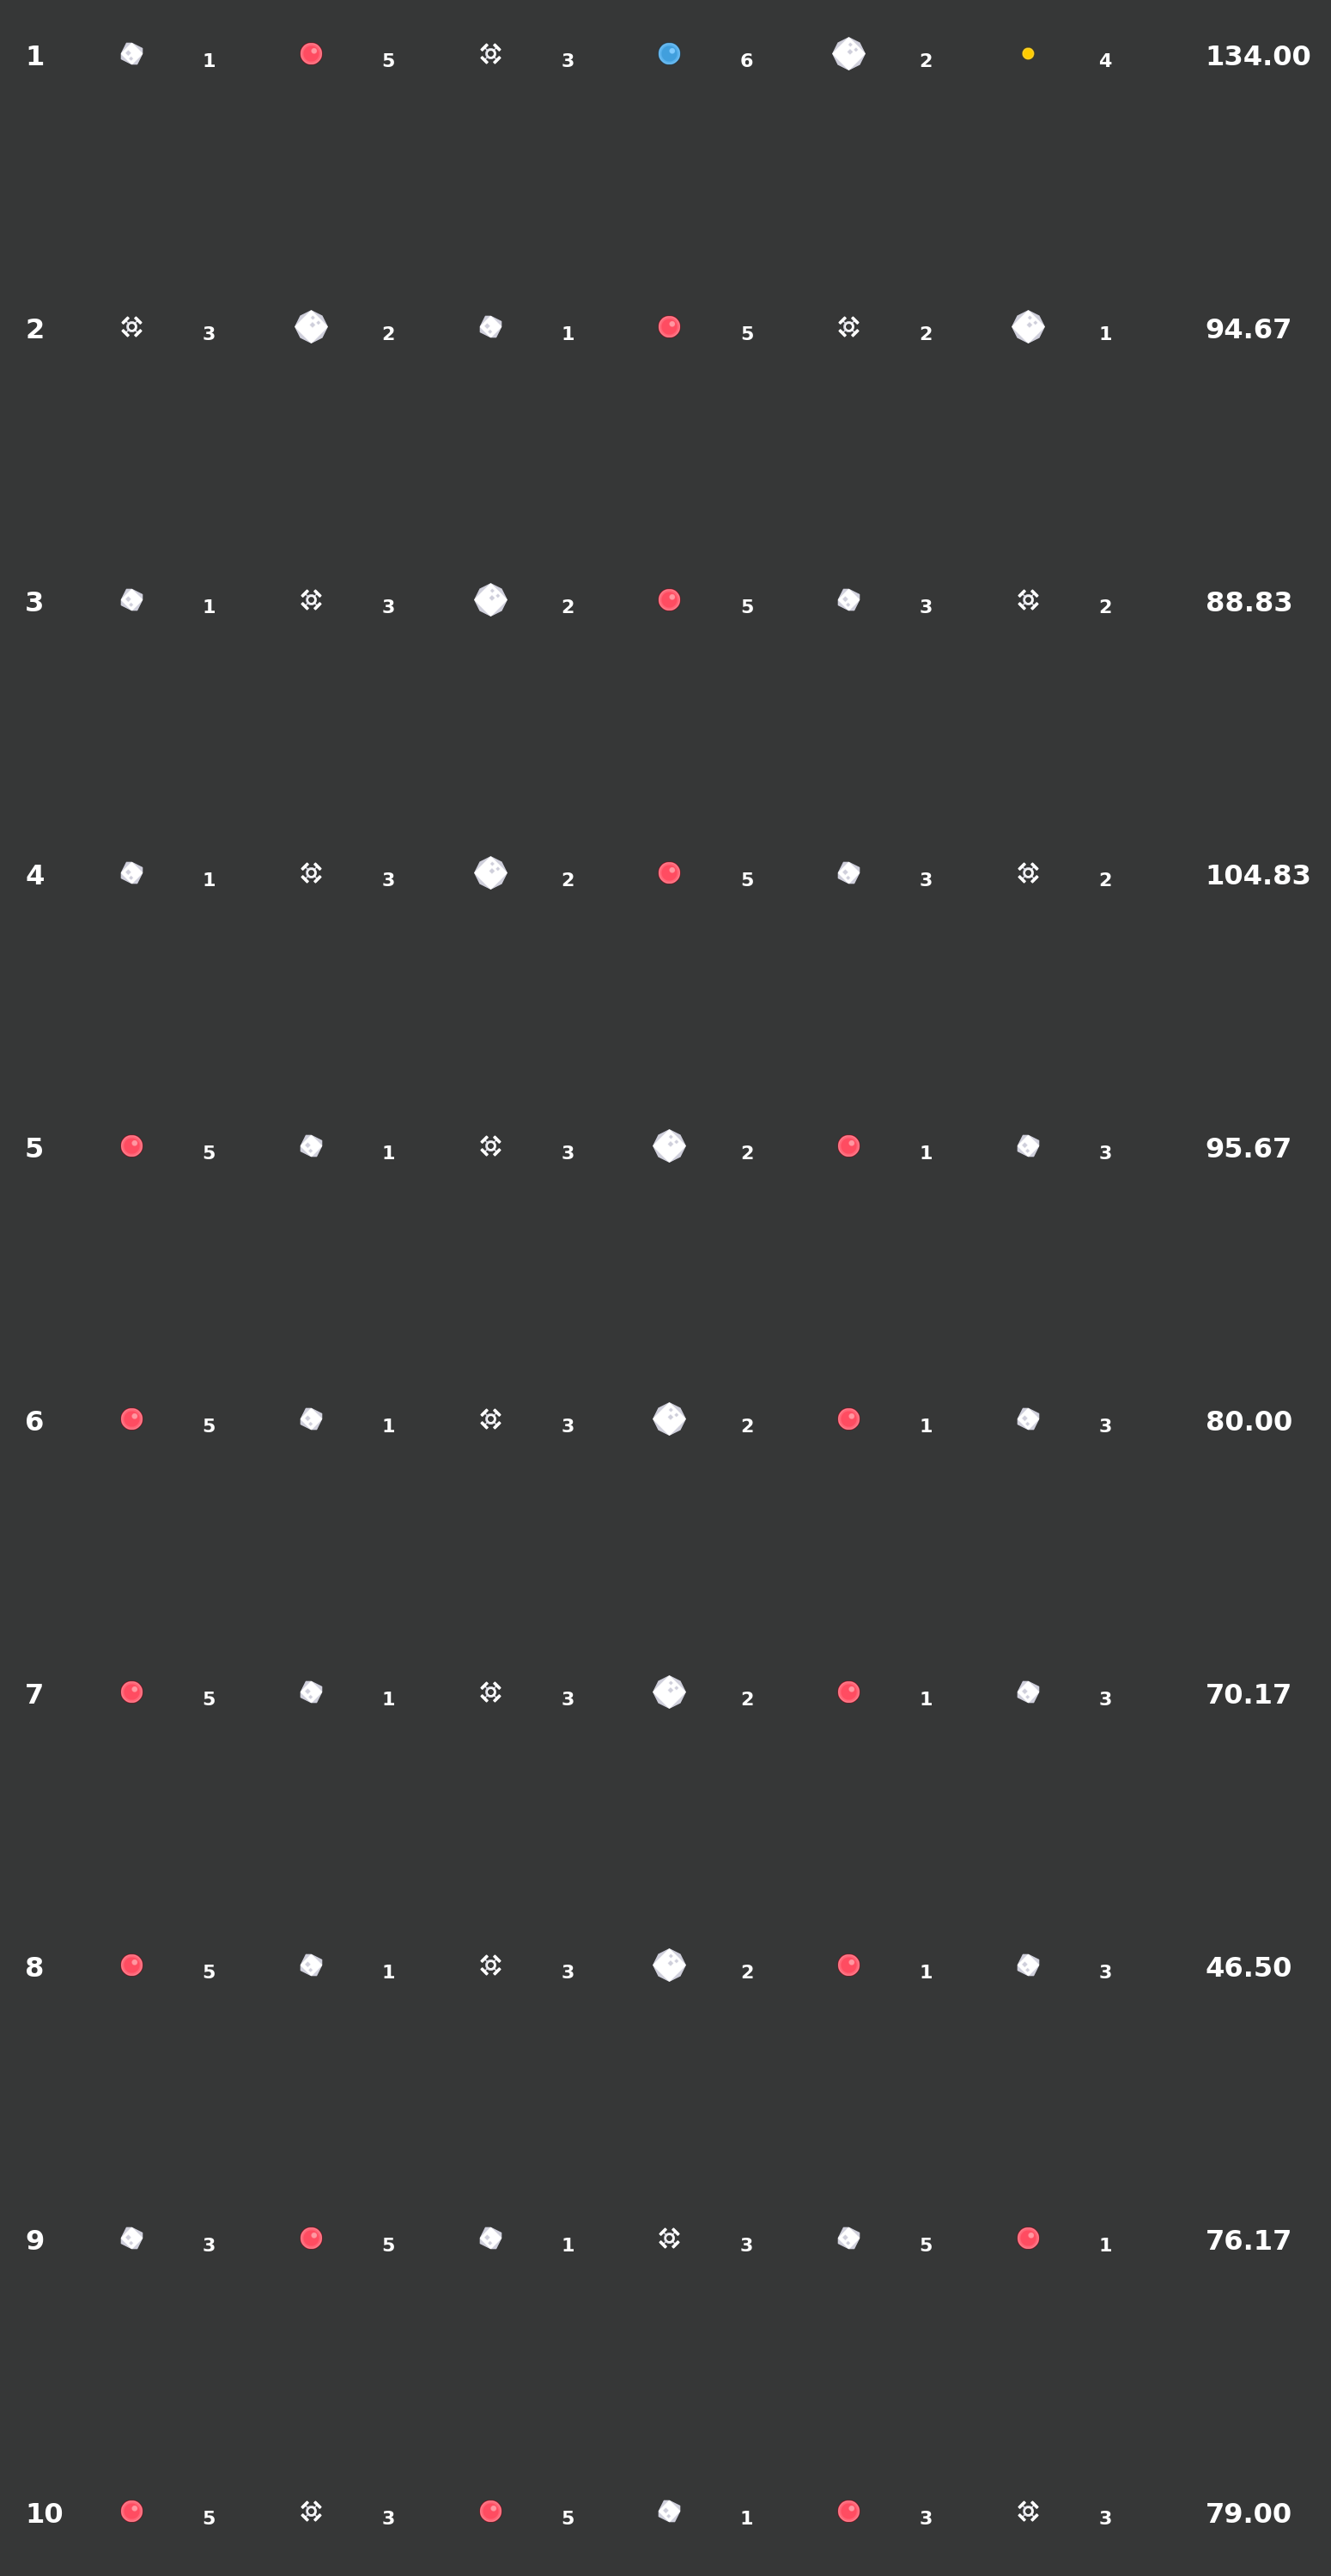 1 1 5 3 6 2 4 134.00
2 3 2 1 5 2 1 94.67
3 1 3 2 5 3 2 88.83
4 1 3 2 5 3 2 104.83
5 5 1 3 2 1 3 95.67
6 5 1 3 2 1 3 80.00
7 5 1 3 2 1 3 70.17
8 5 1 3 2 1 3 46.50
9 3 5 1 3 5 1 76.17
10 5 3 5 1 3 3 79.00